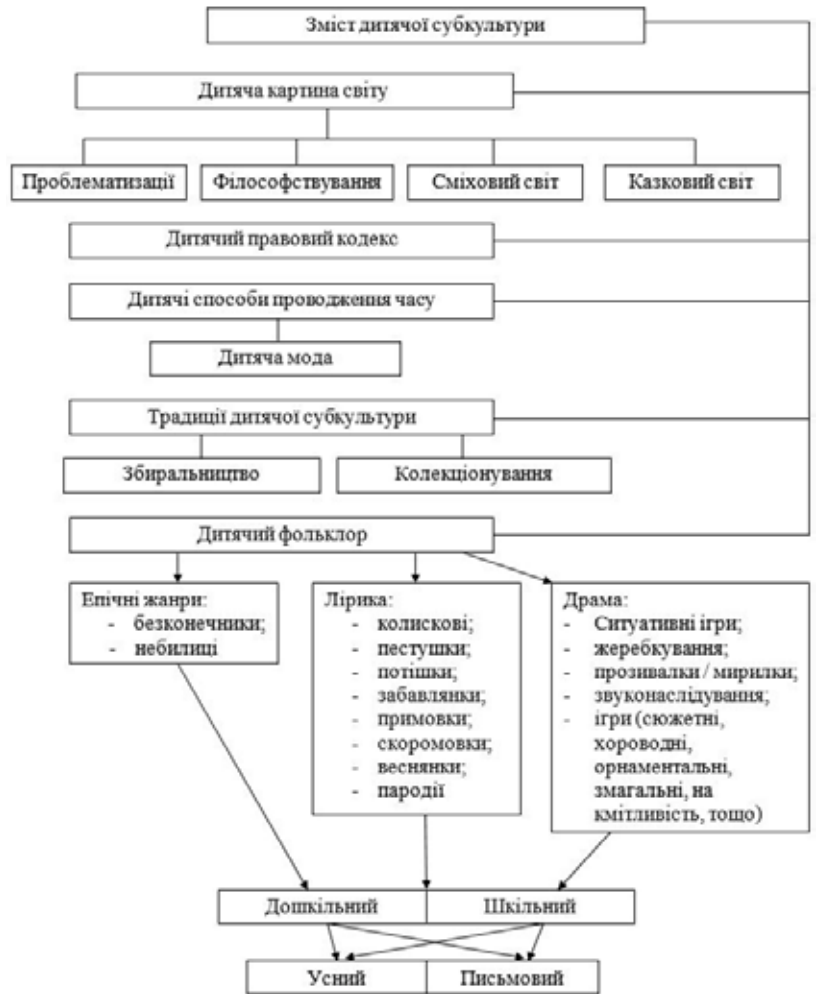 Зміст дитячої субкультури
Дитяча картина світу
Проблематизації
Філософствування
Сміховий світ
Казковий світ
Дитячий правовий кодекс
Дитячі способи проводження часу
Дитяча мода
Традиції дитячої субкультури
Збиральництво
Колекціонування
Дитячий фольклор
Епічні жанри:
- безконечники;
- небилиці
Лірика:
- колискові;
- пестушки;
- потішки;
- забавлянки;
- примовки;
- скоромовки;
- веснянки;
- пародії
Драма:
- Ситуативні ігри;
- жеребкування;
- прозивалки / мирилки;
- звуконаслідування;
- ігри (сюжетні,
хороводні,
орнаментальні,
змагальні, на
кмітливість, тощо)
Дошкільний
Шкільний
Усний
Письмовий